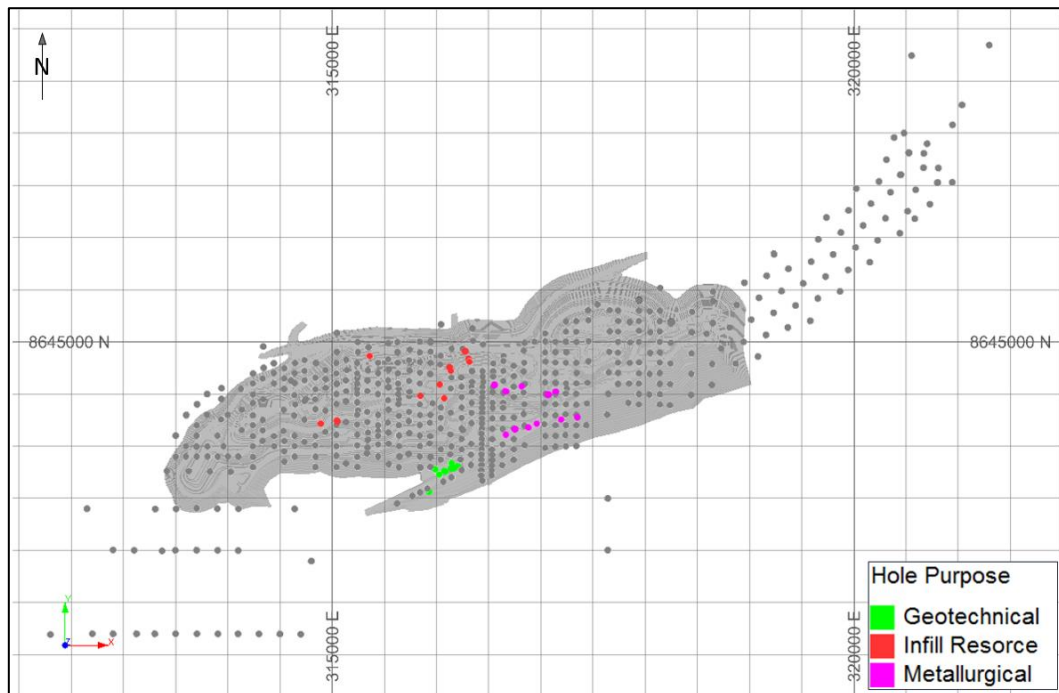 N
315000 E
320000 E
8645000 N
8645000 N
315000 E
320000 E
Y
Z
X
Hole Purpose
Geotechnical
Infill Resorce
Metallurgical